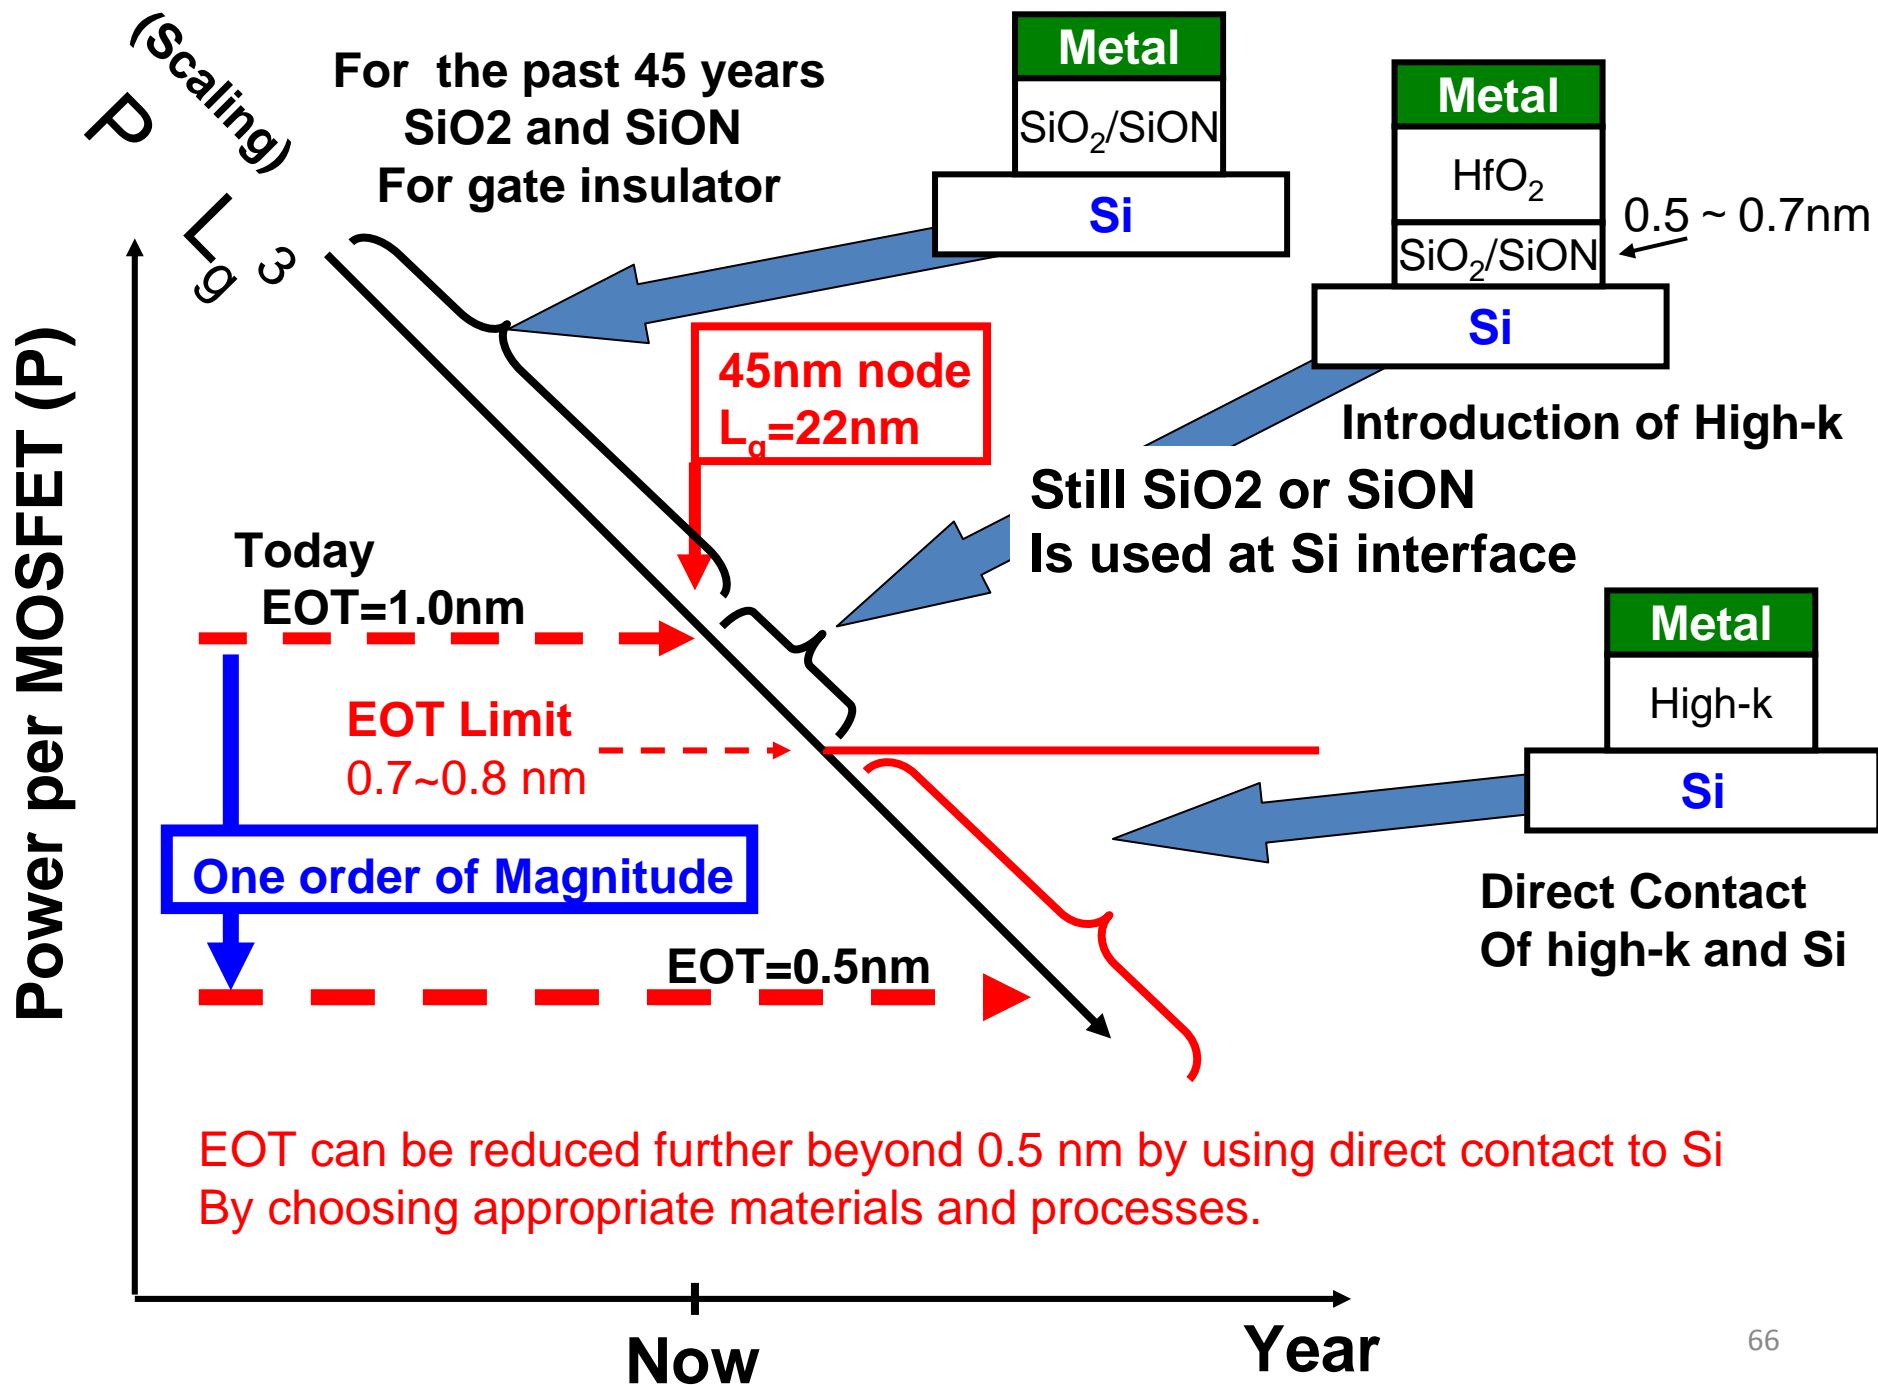 (Scaling)
P
Lg 3
For the past 45 years
SiO2 and SiON
For gate insulator
Metal
SiO2/SiON
Si
Metal
HfO2
SiO2/SiON
Si
0.5 ~ 0.7nm
Introduction of High-k
45nm node
Lg=22nm
Still SiO2 or SiON
Is used at Si interface
Power per MOSFET (P)
Today
EOT=1.0nm
EOT Limit
0.7~0.8 nm
One order of Magnitude
EOT=0.5nm
Metal
High-k
Si
Direct Contact
Of high-k and Si
EOT can be reduced further beyond 0.5 nm by using direct contact to Si
By choosing appropriate materials and processes.
Now
Year
66